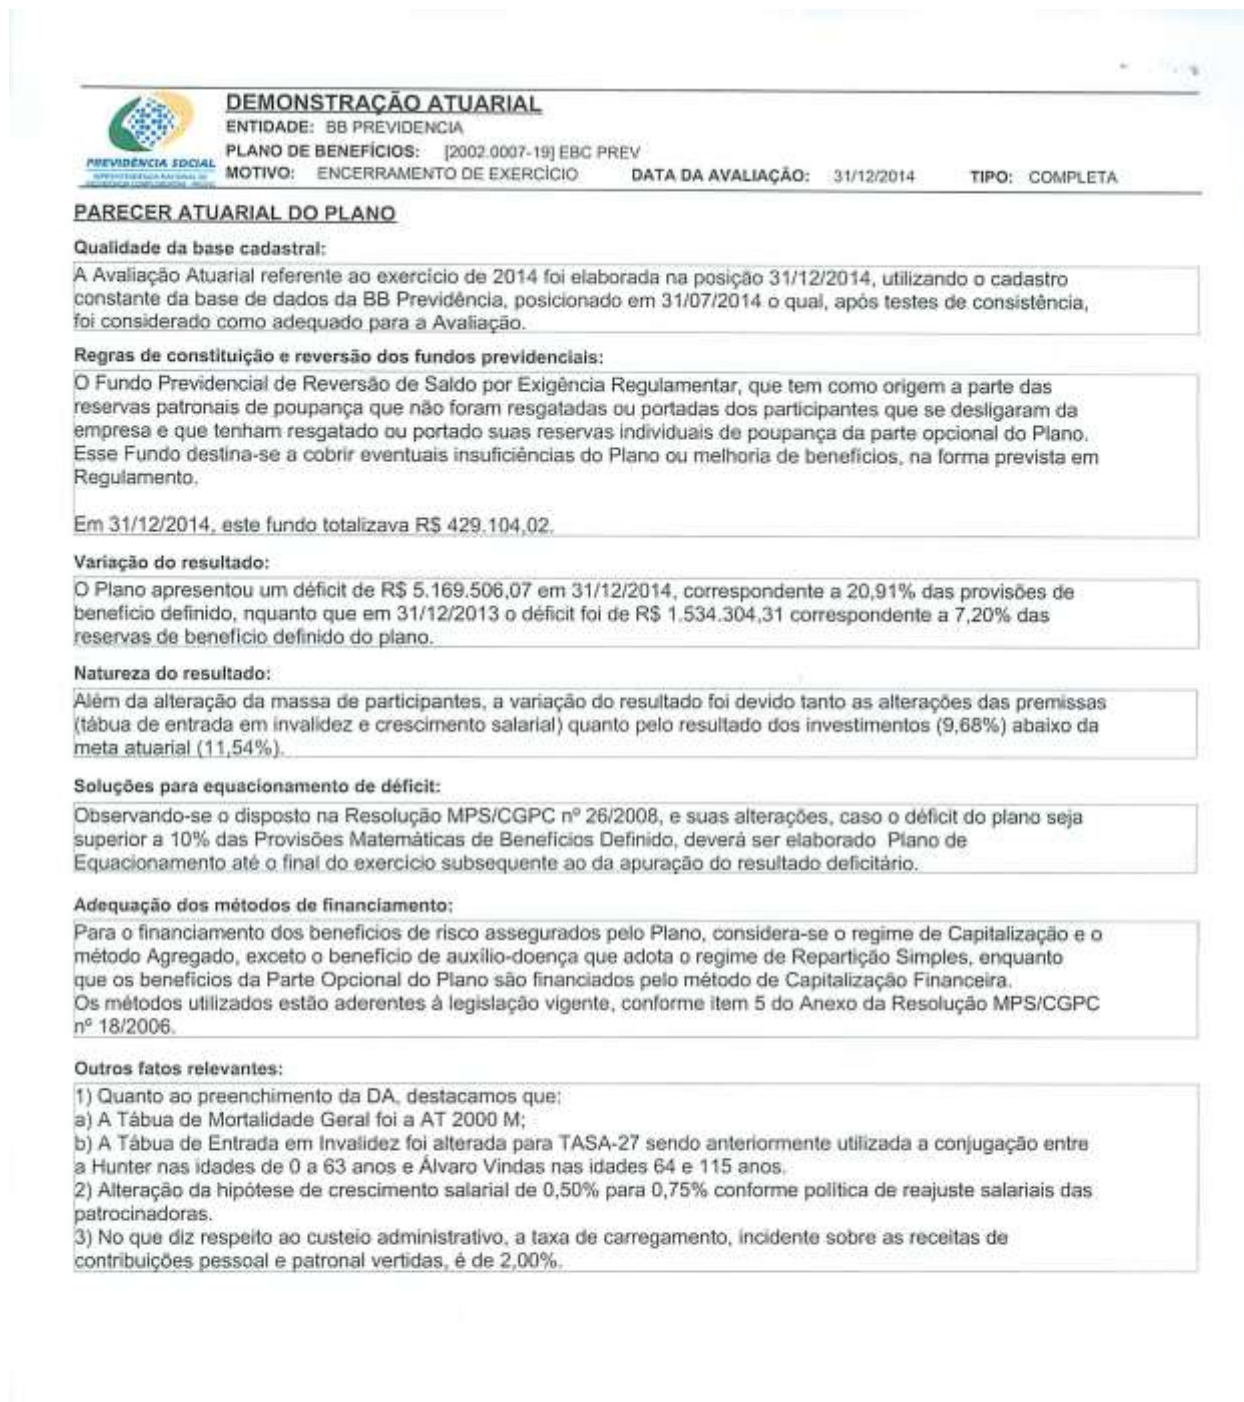 DEMONSTRAÇÃO ATUARIAL
ENTIDADE: BB PREVIDENCIA
PLANO DE BENEFÍCIOS: [2002.0007-19] EBC PREV
MOTIVO: ENCERRAMENTO DE EXERCÍCIO DATA DA AVALIAÇÃO: 31/12/2014 TIPO: COMPLETA
PREVIDÊNCIA SOCIAL
PARECER ATUARIAL DO PLANO
Qualidade da base cadastral:
A Avaliação Atuarial referente ao exercício de 2014 foi elaborada na posição 31/12/2014, utilizando o cadastro
constante da base de dados da BB Previdência, posicionado em 31/07/2014 o qual, após testes de consistência,
foi considerado como adequado para a Avaliação.
Regras de constituição e reversão dos fundos previdenciais:
O Fundo Previdencial de Reversão de Saldo por Exigência Regulamentar, que tem como origem a parte das
reservas patronais de poupança que não foram resgatadas ou portadas dos participantes que se desligaram da
empresa e que tenham resgatado ou portado suas reservas individuais de poupança da parte opcional do Plano.
Esse Fundo destina-se a cobrir eventuais insuficiências do Plano ou melhoria de benefícios, na forma prevista em
Regulamento.
Em 31/12/2014, este fundo totalizava R$ 429.104,02.
Variação do resultado:
O Plano apresentou um déficit de R$ 5.169.506,07 em 31/12/2014, correspondente a 20,91% das provisões de
benefício definido, nquanto que em 31/12/2013 o déficit foi de R$ 1.534.304,31 correspondente a 7,20% das
reservas de benefício definido do plano.
Natureza do resultado:
Além da alteração da massa de participantes, a variação do resultado foi devido tanto as alterações das premissas
(tábua de entrada em invalidez e crescimento salarial) quanto pelo resultado dos investimentos (9,68%) abaixo da
meta atuarial (11,54%).
Soluções para equacionamento de déficit:
Observando-se o disposto na Resolução MPS/CGPC nº 26/2008, e suas alterações, caso o déficit do plano seja
superior a 10% das Provisões Matemáticas de Benefícios Definido, deverá ser elaborado Plano de
Equacionamento até o final do exercício subsequente ao da apuração do resultado deficitário.
Adequação dos métodos de financiamento:
Para o financiamento dos benefícios de risco assegurados pelo Plano, considera-se o regime de Capitalização e o
método Agregado, exceto o benefício de auxílio-doença que adota o regime de Repartição Simples, enquanto
que os benefícios da Parte Opcional do Plano são financiados pelo método de Capitalização Financeira.
Os métodos utilizados estão aderentes à legislação vigente, conforme item 5 do Anexo da Resolução MPS/CGPC
nº 18/2006.
Outros fatos relevantes:
1) Quanto ao preenchimento da DA, destacamos que:
a) A Tábua de Mortalidade Geral foi a AT 2000 M;
b) A Tábua de Entrada em Invalidez foi alterada para TASA-27 sendo anteriormente utilizada a conjugação entre
a Hunter nas idades de 0 a 63 anos e Álvaro Vindas nas idades 64 e 115 anos.
2) Alteração da hipótese de crescimento salarial de 0,50% para 0,75% conforme política de reajuste salariais das
patrocinadoras.
3) No que diz respeito ao custeio administrativo, a taxa de carregamento, incidente sobre as receitas de
contribuições pessoal e patronal vertidas, é de 2,00%.